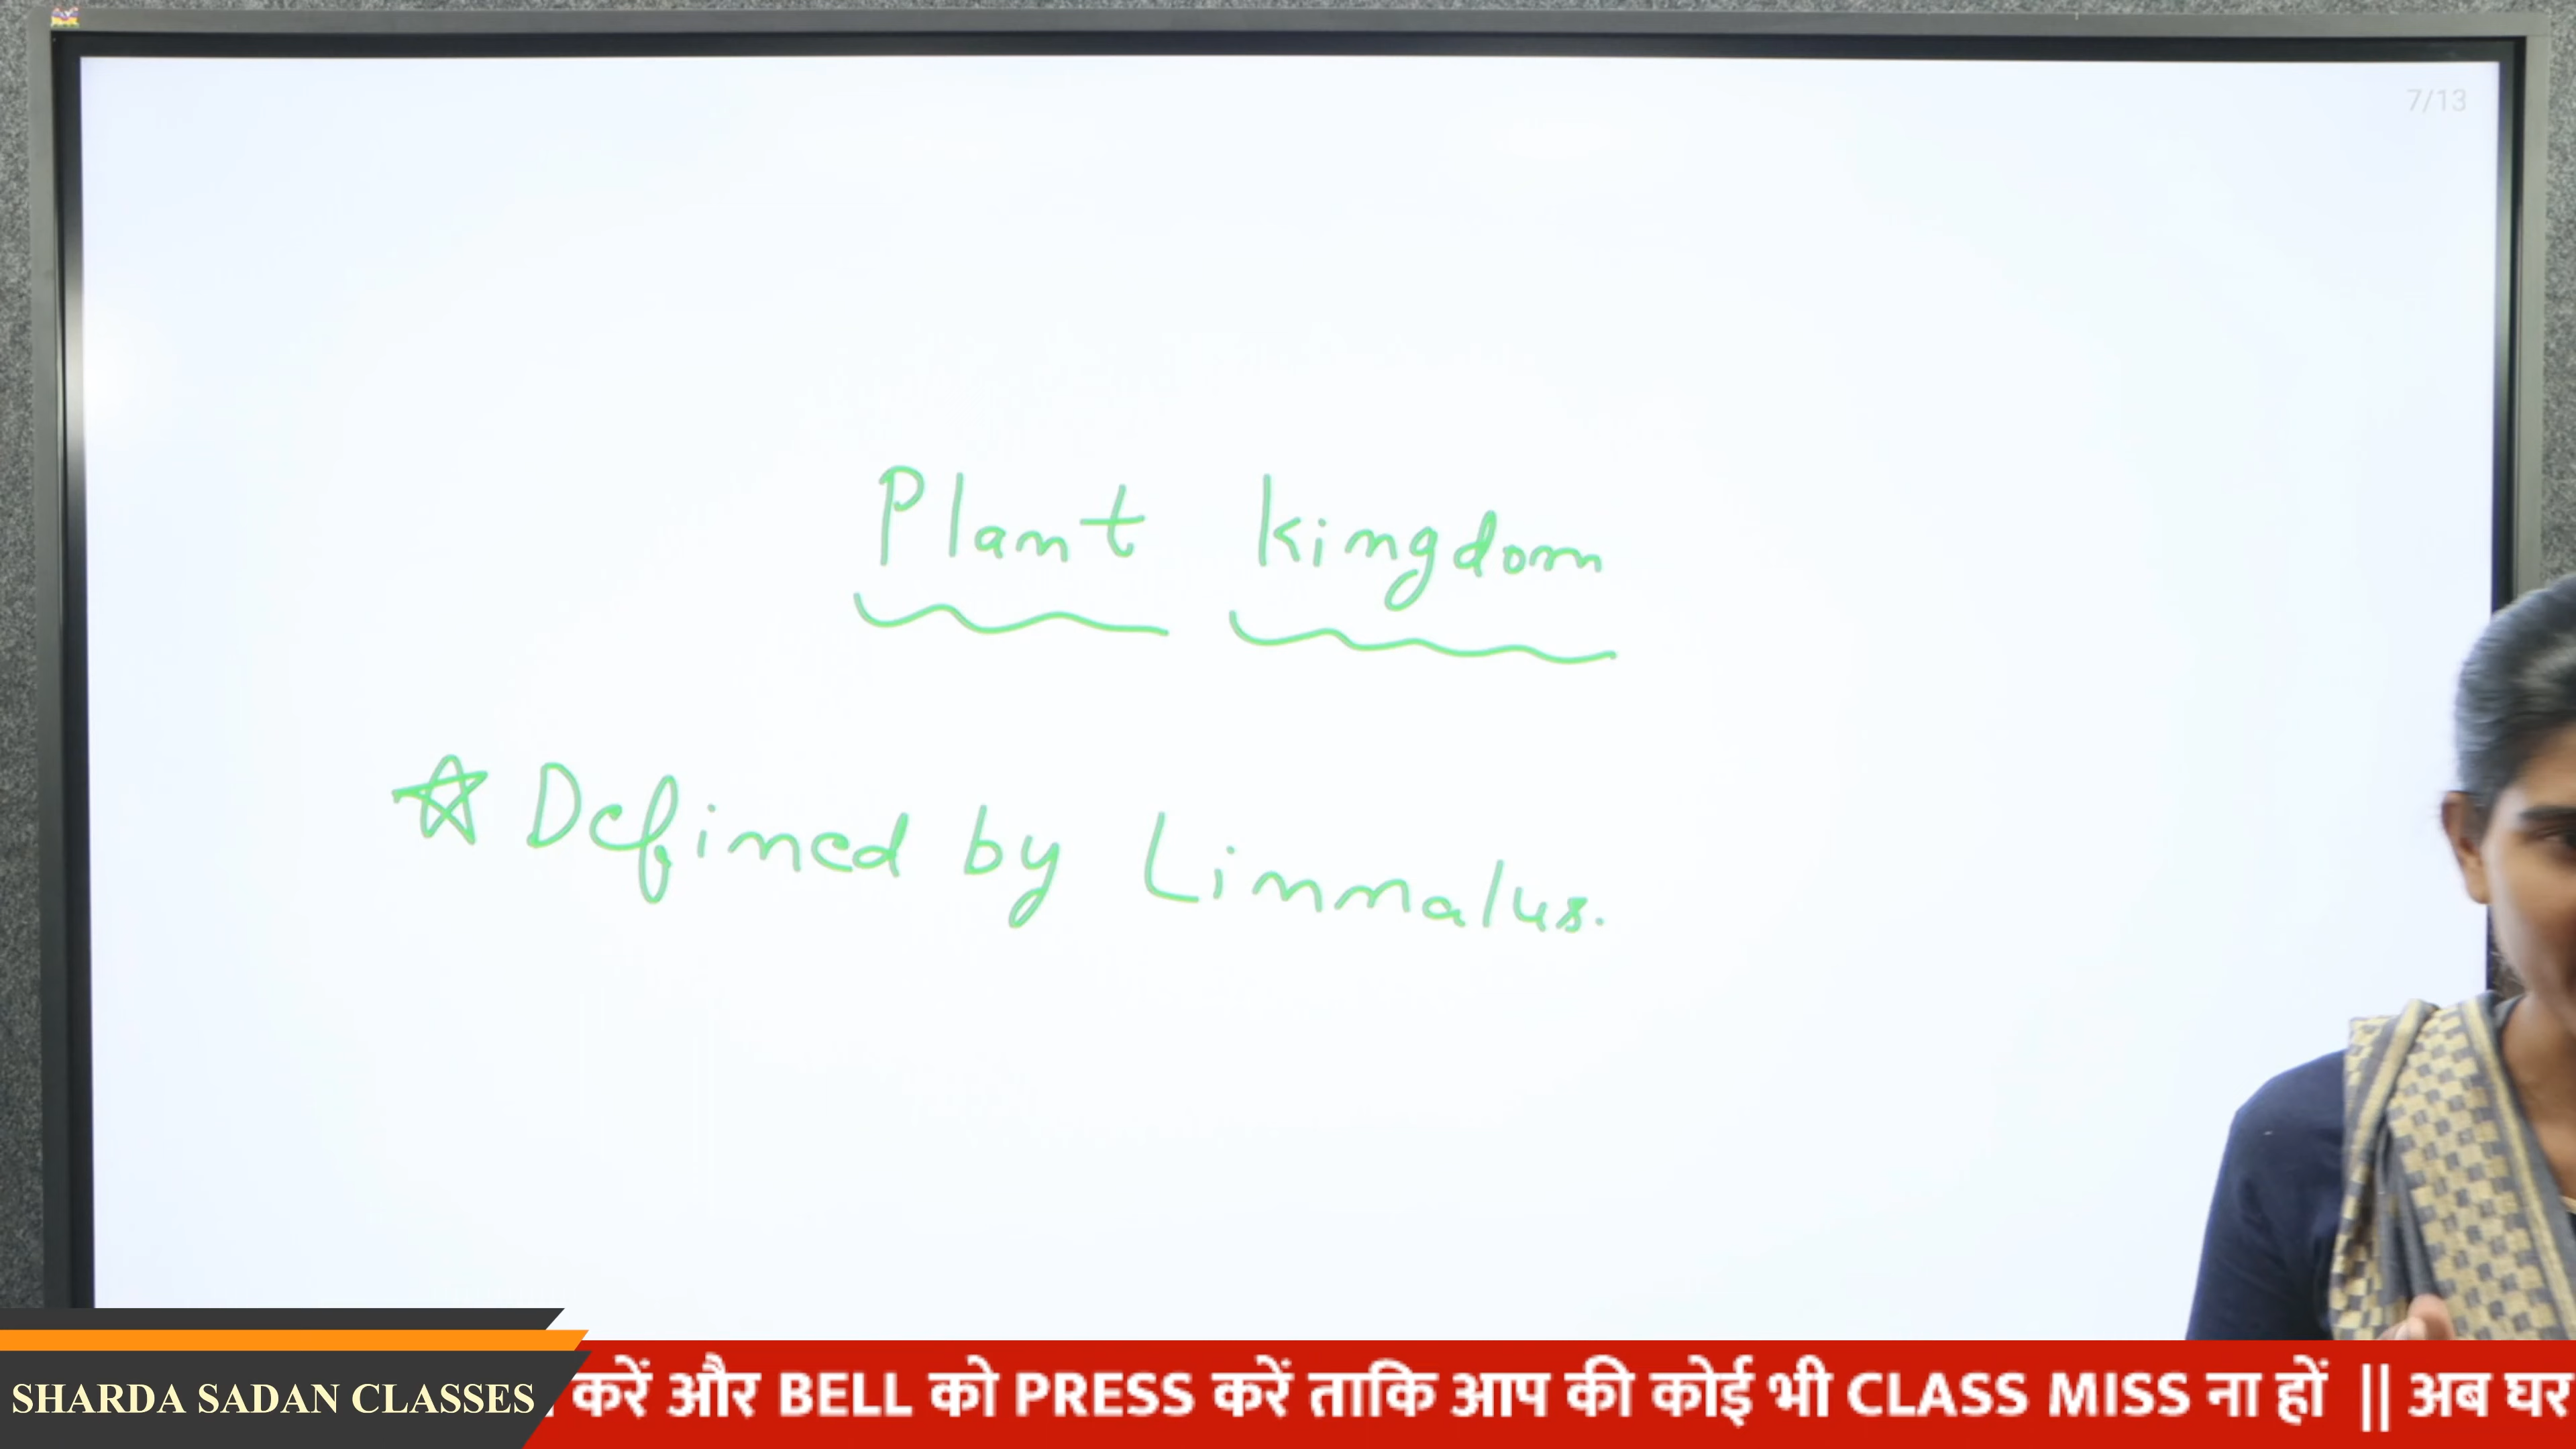 7/13
Plant kingdom
Defined by Linnalus.
SHARDA SADAN CLASSES
करें और BELL को PRESS करें ताकि आप की कोई भी CLASS MISS ना हों || अब घर